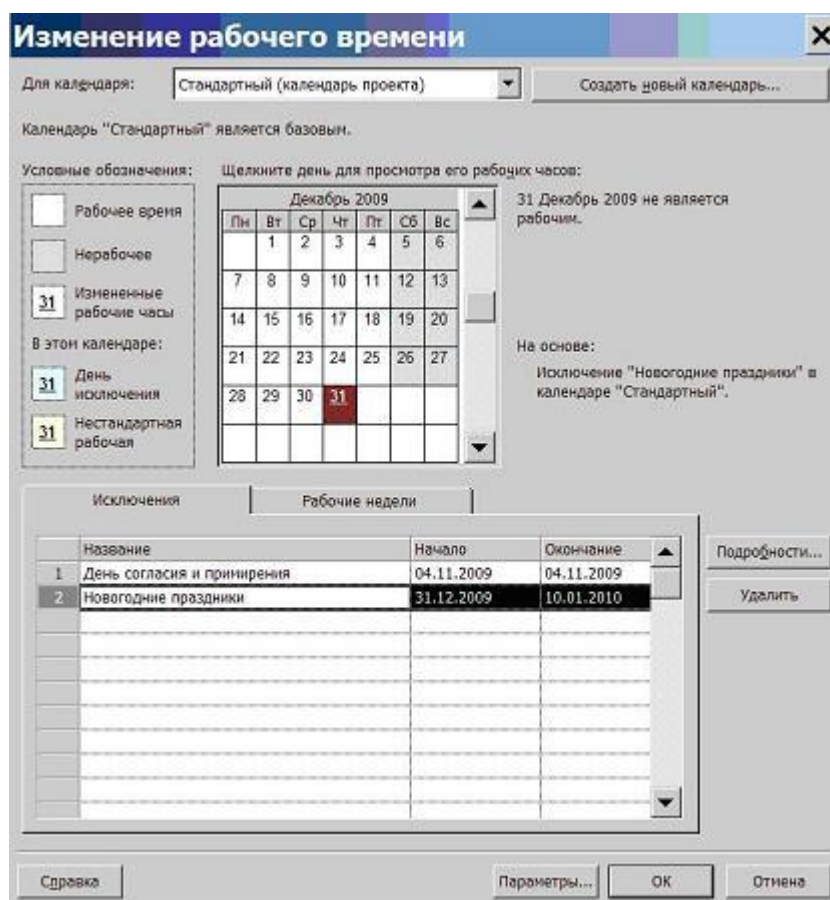 Изменение рабочего времени
Для календаря: Стандартный (календарь проекта) Создать новый календарь...
Календарь "Стандартный" является базовым.
Условные обозначения: Щелкните день для просмотра его рабочих часов:
Рабочее время
Нерабочее
31 Измененные
рабочие часы
В этом календаре:
31 День
исключения
31 Нестандартная
рабочая
Декабрь 2009
Пн Вт Ср Чт Пт Сб Вс
1 2 3 4 5 6
7 8 9 10 11 12 13
14 15 16 17 18 19 20
21 22 23 24 25 26 27
28 29 30 31
31 Декабрь 2009 не является
рабочим.
На основе:
Исключение "Новогодние праздники" в
календаре "Стандартный".
Исключения Рабочие недели
Название Начало Окончание
1 День согласия и примирения 04.11.2009 04.11.2009
2 Новогодние праздники 31.12.2009 10.01.2010
Подробности...
Удалить
Справка Параметры... ОК Отмена